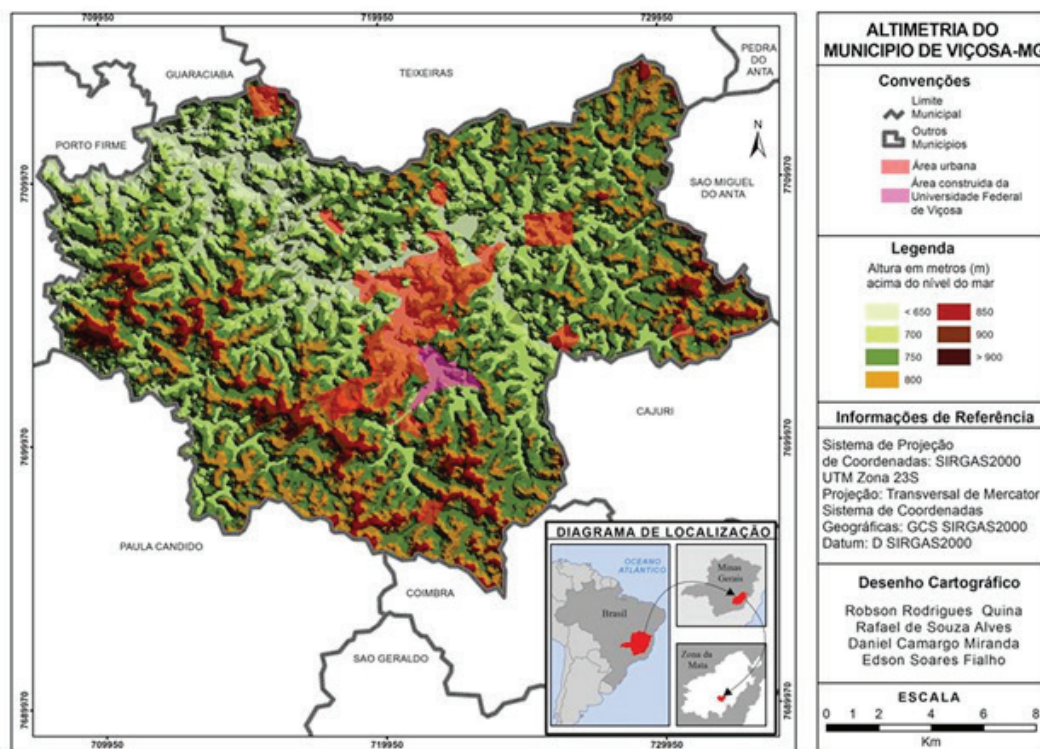 709950
719950
729950
GUARACIABA
TEIXEIRAS
PEDRA
DO
ANTA
PORTO FIRME
N
SAO MIGUEL
DO ANTA
7709970
7709970
CAJURI
7699970
7699970
PAULA CANDIDO
COIMBRA
SAO GERALDO
7689970
7689970
709950
719950
729950
DIAGRAMA DE LOCALIZAÇÃO
OCEANO
ATLÂNTICO
Brasil
Minas
Gerais
Zona da
Mata
ALTIMETRIA DO
MUNICIPIO DE VIÇOSA-MG
Convenções
Limite
Municipal
Outros
Municípios
Área urbana
Área construida da
Universidade Federal
de Viçosa
Legenda
Altura em metros (m)
acima do nível do mar
< 650
850
700
900
750
> 900
800
Informações de Referência
Sistema de Projeção
de Coordenadas: SIRGAS2000
UTM Zona 23S
Projeção: Transversal de Mercator
Sistema de Coordenadas
Geográficas: GCS SIRGAS2000
Datum: D SIRGAS2000
Desenho Cartográfico
Robson Rodrigues Quina
Rafael de Souza Alves
Daniel Camargo Miranda
Edson Soares Fialho
ESCALA
0 1 2 4 6 8
Km